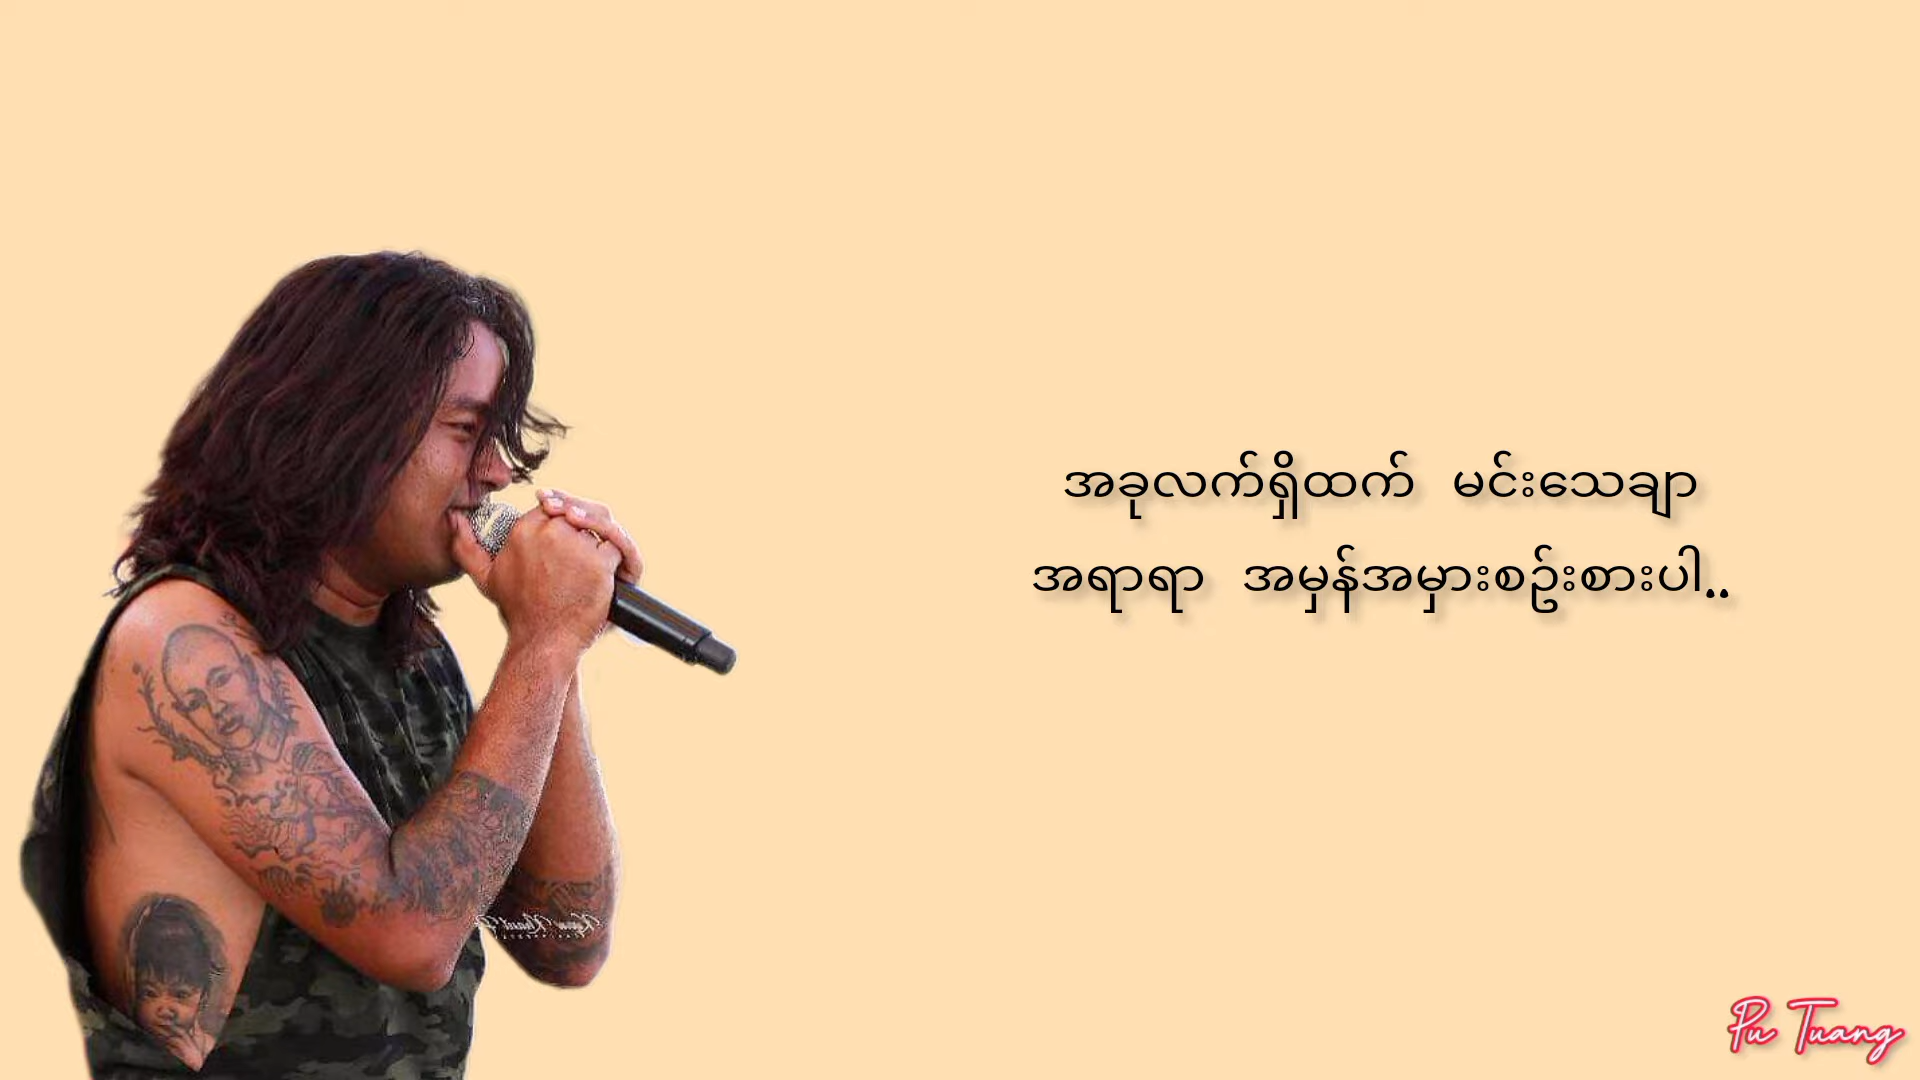 အခုလက်ရှိထက် မင်းသေချာ
အရာရာ အမှန်အမှားစဥ်းစားပါ..
Pu Tuang